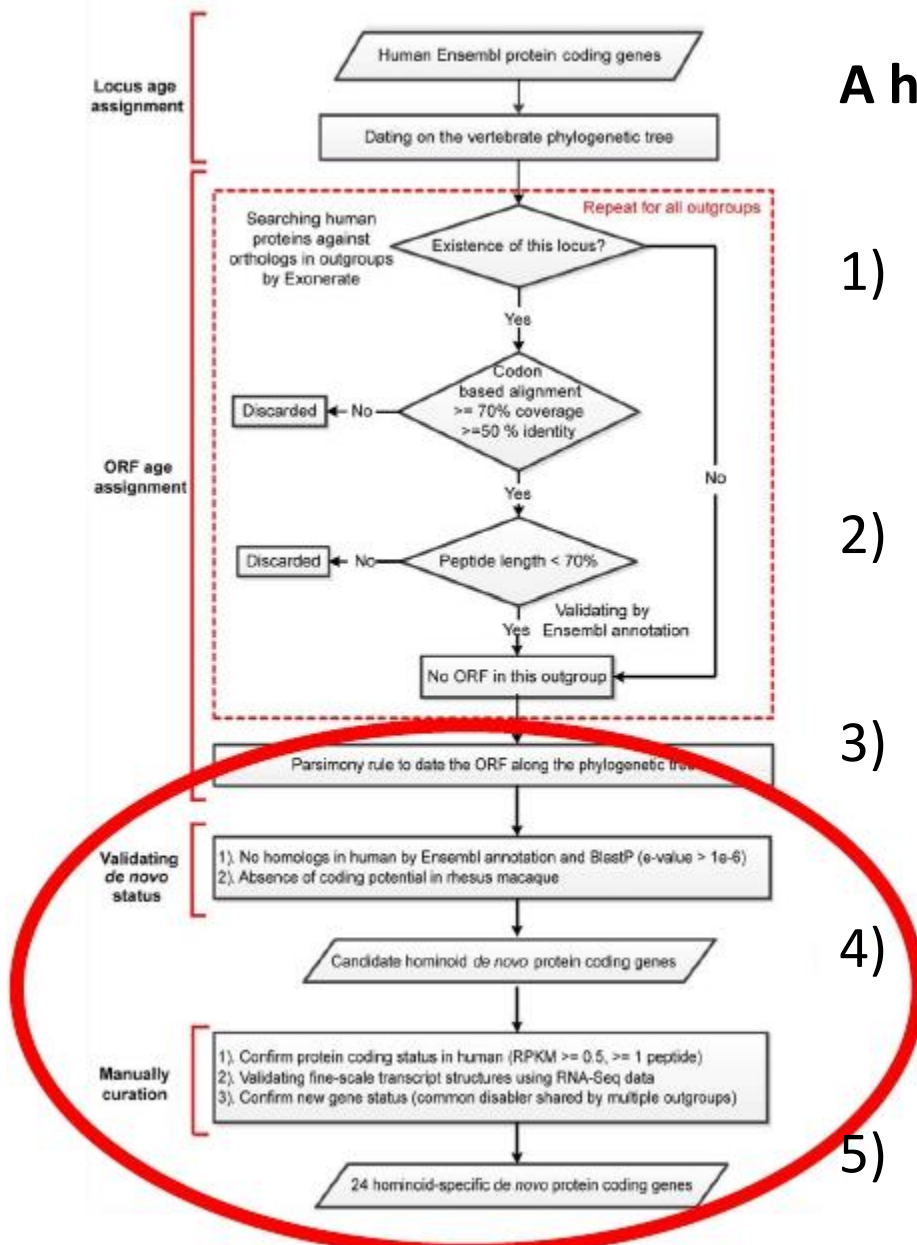 Human Ensembl protein coding genes
Locus age
assignment
A h
Dating on the vertebrate phylogenetic tree
Repeat for all outgroups
Searching human
proteins against
orthologs in outgroups
by Exonerate
Existence of this locus?
1)
Yes
Codon
based alignment
>= 70% coverage
>=50 % identity
Discarded
No
ORF age
assignment
No
Yes
2)
Discarded
No
Peptide length < 70%
Yes
Validating by
Ensembl annotation
No ORF in this outgroup
3)
Parsimony rule to date the ORF along the phylogenetic tree
Validating
de novo
status
1). No homologs in human by Ensembl annotation and BlastP (e-value > 1e-6)
2). Absence of coding potential in rhesus macaque
4)
Candidate hominoid de novo protein coding genes
Manually
curation
1). Confirm protein coding status in human (RPKM >= 0.5, >= 1 peptide)
2). Validating fine-scale transcript structures using RNA-Seq data
3). Confirm new gene status (common disabler shared by multiple outgroups)
5)
24 hominoid-specific de novo protein coding genes